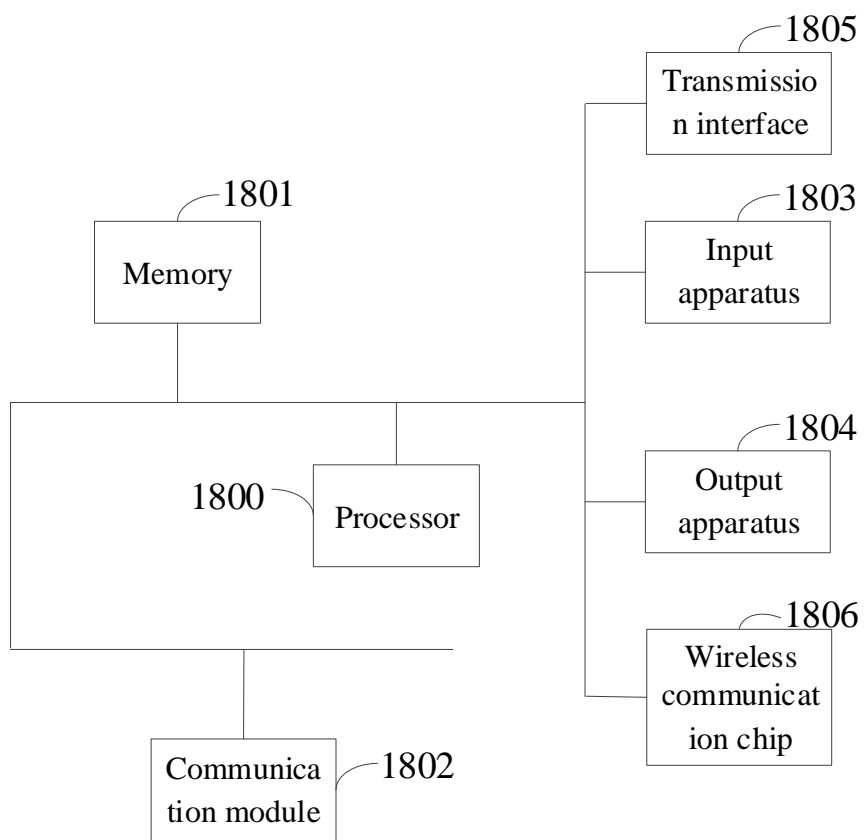 1805
Transmissio
n interface
1801
Memory
1803
Input
apparatus
1800
Processor
1804
Output
apparatus
1806
Wireless
communicat
ion chip
Communica
tion module
1802